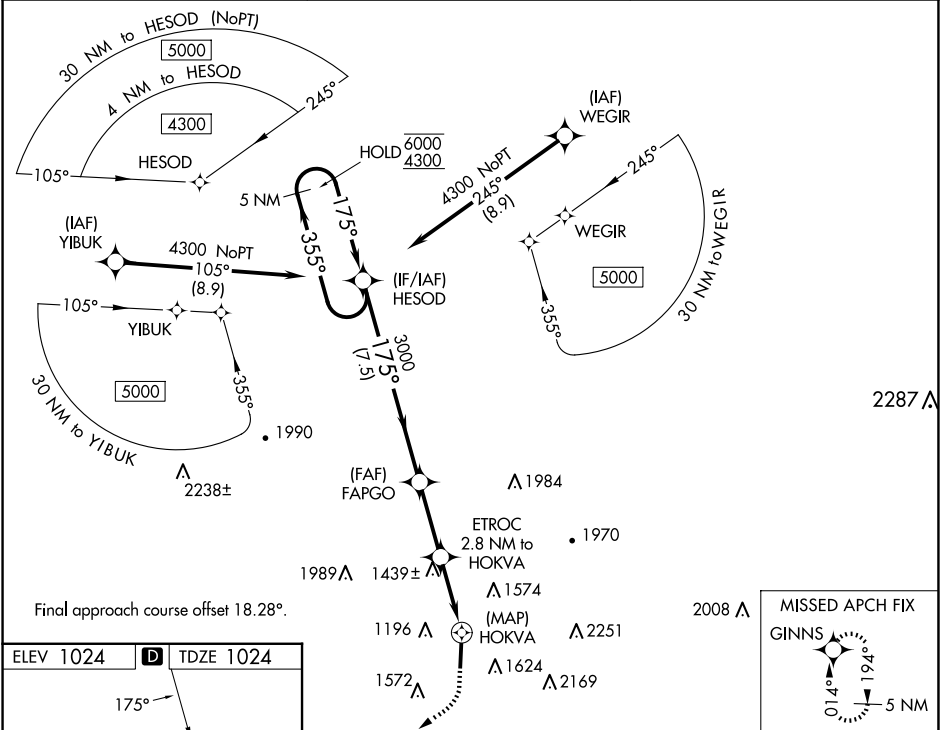 30 NM to HESOD (NoPT)
5000
4 NM to HESOD
4300
245°
HESOD
105°
HOLD 6000
4300
5 NM
175°
355°
(IAF)
WEGIR
4300 NoPT
245°
(8.9)
245°
WEGIR
5000
355°
30 NM to WEGIR
(IAF)
YIBUK
4300 NoPT
105°
(8.9)
(IF/IAF)
HESOD
105°
YIBUK
5000
355°
30 NM to YIBUK
3000
175°
(7.5)
2287
1990
2238±
(FAF)
FAPGO
1984
ETROC
2.8 NM to
HOKVA
1970
1989
1439±
1574
Final approach course offset 18.28°.
2008
1196
(MAP)
HOKVA
2251
1624
1572
2169
MISSED APCH FIX
GINNS
014°
194°
5 NM
ELEV 1024 D TDZE 1024
175°